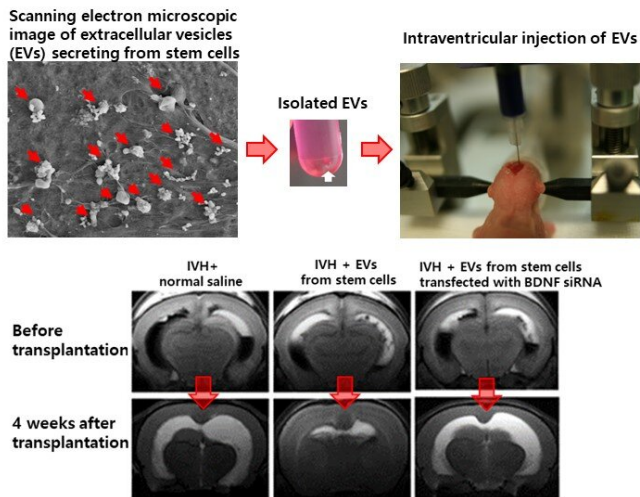 Scanning electron microscopic
image of extracellular vesicles
(EVs) secreting from stem cells
Isolated EVs
Intraventricular injection of EVs
IVH+
normal saline
IVH + EVs
from stem cells
IVH + EVs from stem cells
transfected with BDNF siRNA
Before
transplantation
4 weeks after
transplantation